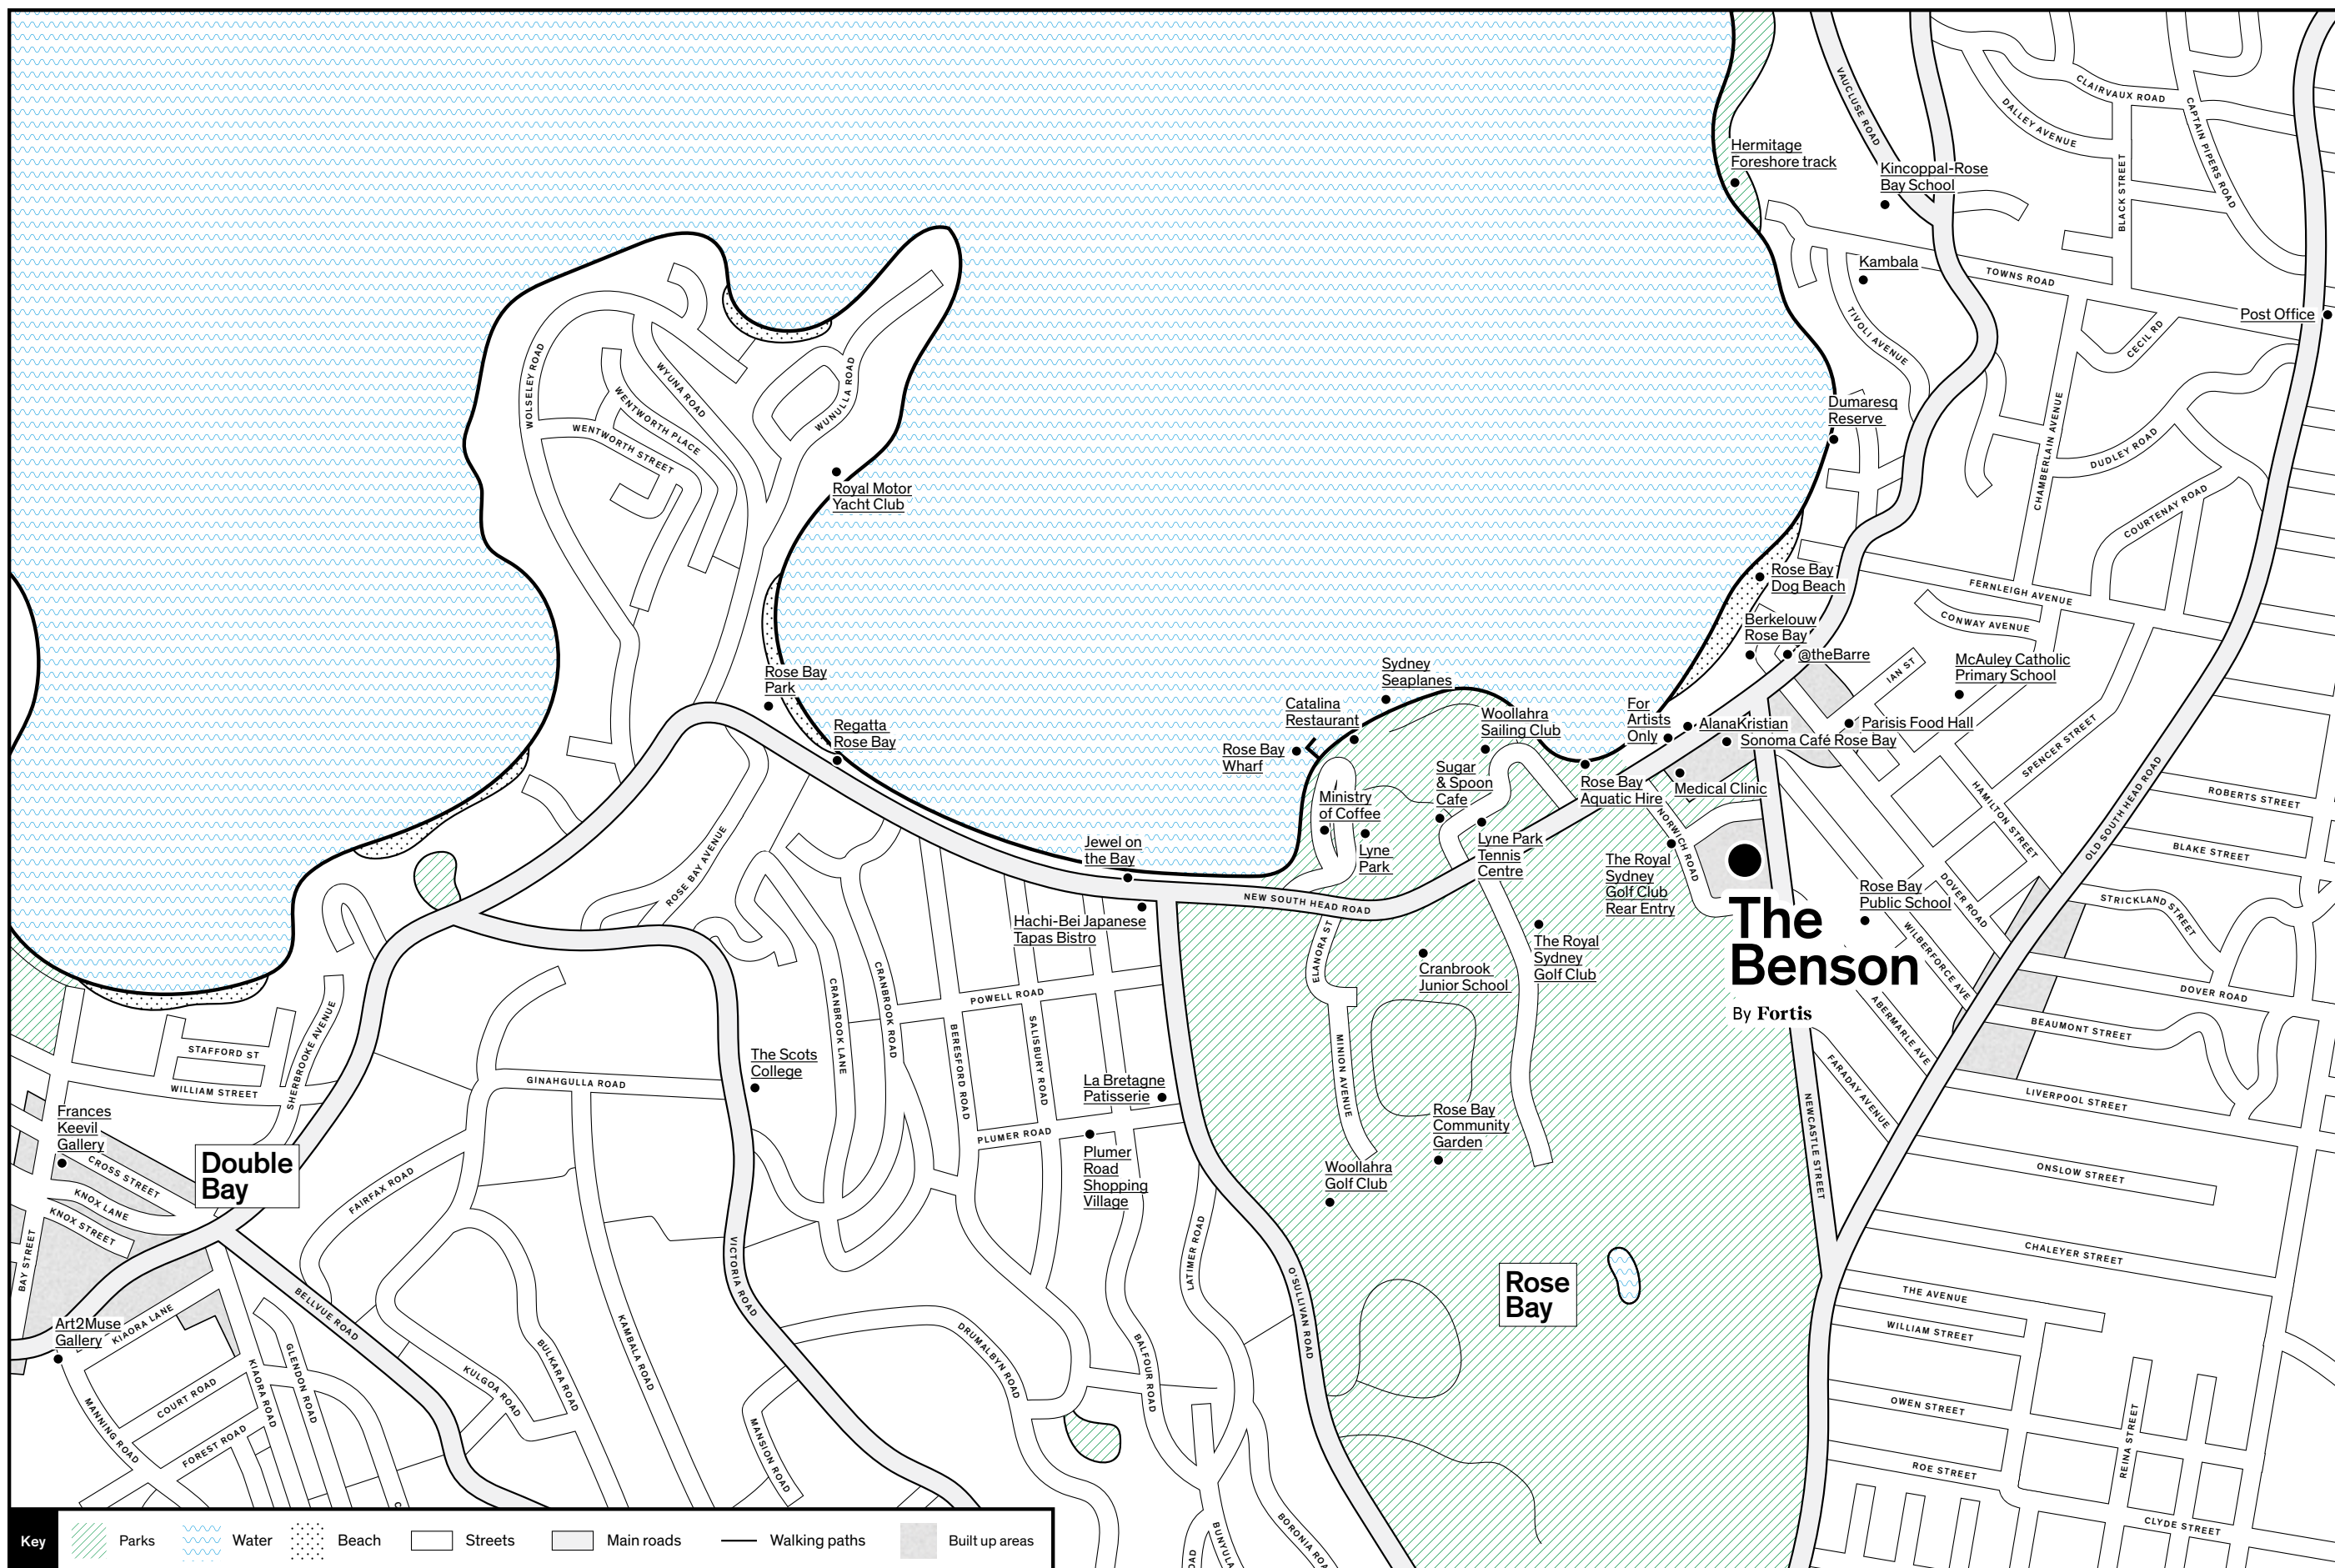 Hermitage
Foreshore track
VAUCLUSE ROAD
Kincoppal-Rose
Bay School
CLAIRVAUX ROAD
DALLEY AVENUE
CAPTAIN PIPERS ROAD
BLACK STREET
Kambala
TOWNS ROAD
Post Office
TIVOLI AVENUE
CECIL RD
WOLSELEY ROAD
WYUNA ROAD
WUNULLA ROAD
WENTWORTH PLACE
WENTWORTH STREET
Dumaresq
Reserve
CHAMBERLAIN AVENUE
DUDLEY ROAD
COURTENAY ROAD
Royal Motor
Yacht Club
Rose Bay
Dog Beach
FERNLEIGH AVENUE
CONWAY AVENUE
Berkelouw
Rose Bay
@theBarre
IAN ST
McAuley Catholic
Primary School
Rose Bay
Park
Regatta
Rose Bay
Sydney
Seaplanes
Catalina
Restaurant
Rose Bay
Wharf
Woollahra
Sailing Club
For
Artists
Only
AlanaKristian
Sonoma Café Rose Bay
Parisis Food Hall
SPENCER STREET
Sugar
& Spoon
Cafe
Ministry
of Coffee
Lyne
Park
Rose Bay
Aquatic Hire
Medical Clinic
HAMILTON STREET
OLD SOUTH HEAD ROAD
ROBERTS STREET
BLAKE STREET
Lyne Park
Tennis
Centre
NORWICH ROAD
The Royal
Sydney
Golf Club
Rear Entry
Jewel on
the Bay
ROSE BAY AVENUE
NEW SOUTH HEAD ROAD
Hachi-Bei Japanese
Tapas Bistro
The
Benson
By Fortis
Rose Bay
Public School
DOVER ROAD
WILBERFORCE AVE
STRICKLAND STREET
ELANORA ST
Cranbrook
Junior School
The Royal
Sydney
Golf Club
CRANBROOK LANE
CRANBROOK ROAD
POWELL ROAD
BERESFORD ROAD
SALISBURY ROAD
ABERMARLE AVE
DOVER ROAD
BEAUMONT STREET
STAFFORD ST
WILLIAM STREET
SHERBROOKE AVENUE
GINAHGULLA ROAD
The Scots
College
La Bretagne
Patisserie
PLUMER ROAD
Plumer
Road
Shopping
Village
MINION AVENUE
Rose Bay
Community
Garden
Woollahra
Golf Club
FARADAY AVENUE
NEWCASTLE STREET
LIVERPOOL STREET
ONSLOW STREET
CHALEYER STREET
Frances
Keevil
Gallery
CROSS STREET
KNOX LANE
KNOX STREET
BAY STREET
Double
Bay
FAIRFAX ROAD
VICTORIA ROAD
LATIMER ROAD
O'SULLIVAN ROAD
Rose
Bay
THE AVENUE
WILLIAM STREET
OWEN STREET
ROE STREET
REINA STREET
CLYDE STREET
Art2Muse
Gallery
KIAORA LANE
BELLVUE ROAD
COURT ROAD
KIAORA ROAD
GLENDON ROAD
MANNING ROAD
FOREST ROAD
KULGOA ROAD
BULKARA ROAD
KAMBALA ROAD
MANSION ROAD
DRUMALBYN ROAD
BALFOUR ROAD
BUNYULA
BORONIA ROA
OAD
C
Key
Parks
Water
Beach
Streets
Main roads
Walking paths
Built up areas